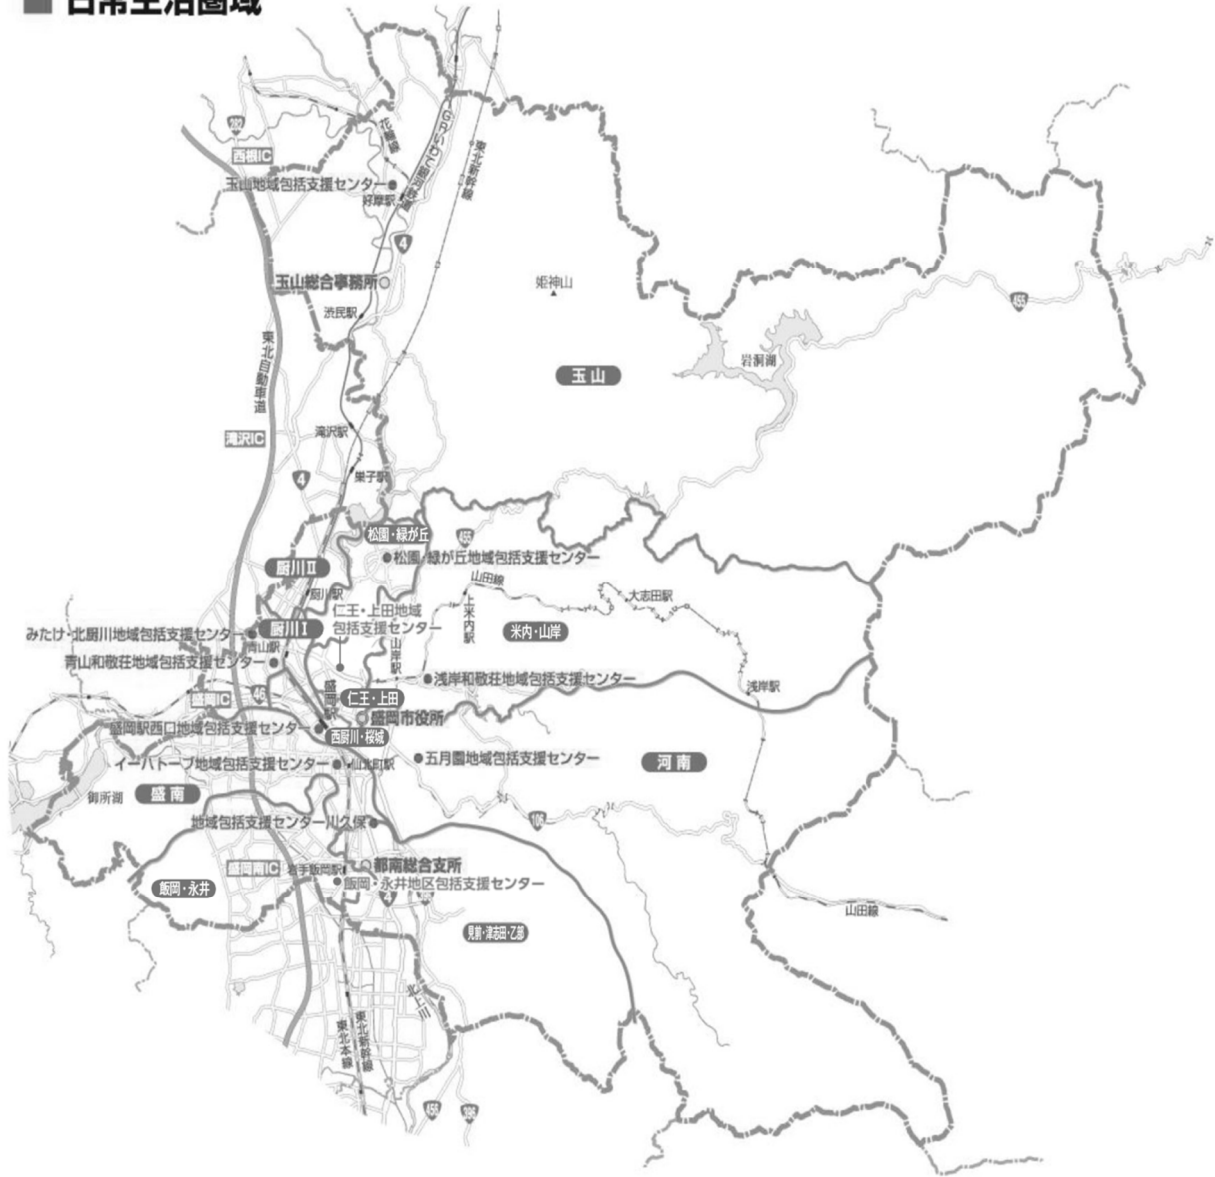 ■ 日常生活圏域
282
西根IC
花輪線
IGRいわて銀河鉄道
東北新幹線
玉山地域包括支援センター
好摩駅
4
玉山総合事務所
姫神山
455
渋民駅
東北自動車道
岩洞湖
玉山
滝沢駅
滝沢IC
巣子駅
4
松園・緑が丘
455
松園・緑が丘地域包括支援センター
厨川Ⅱ
山田線
厨川駅
大志田駅
仁王・上田地域
包括支援センター
上米内駅
厨川Ⅰ
米内・山岸
みたけ・北厨川地域包括支援センター
青山駅
山岸駅
青山和敬荘地域包括支援センター
浅岸和敬荘地域包括支援センター
浅岸駅
盛岡IC
46
盛岡駅
仁王・上田
盛岡市役所
盛岡駅西口地域包括支援センター
西厨川・桜城
イーハトーブ地域包括支援センター
仙北町駅
五月園地域包括支援センター
河南
御所湖
盛南
地域包括支援センター川久保
106
盛岡南IC
岩手飯岡駅
都南総合支所
飯岡・永井
飯岡・永井地区包括支援センター
4
396
山田線
見前・津志田・乙部
北上川
東北本線
東北新幹線
456
396